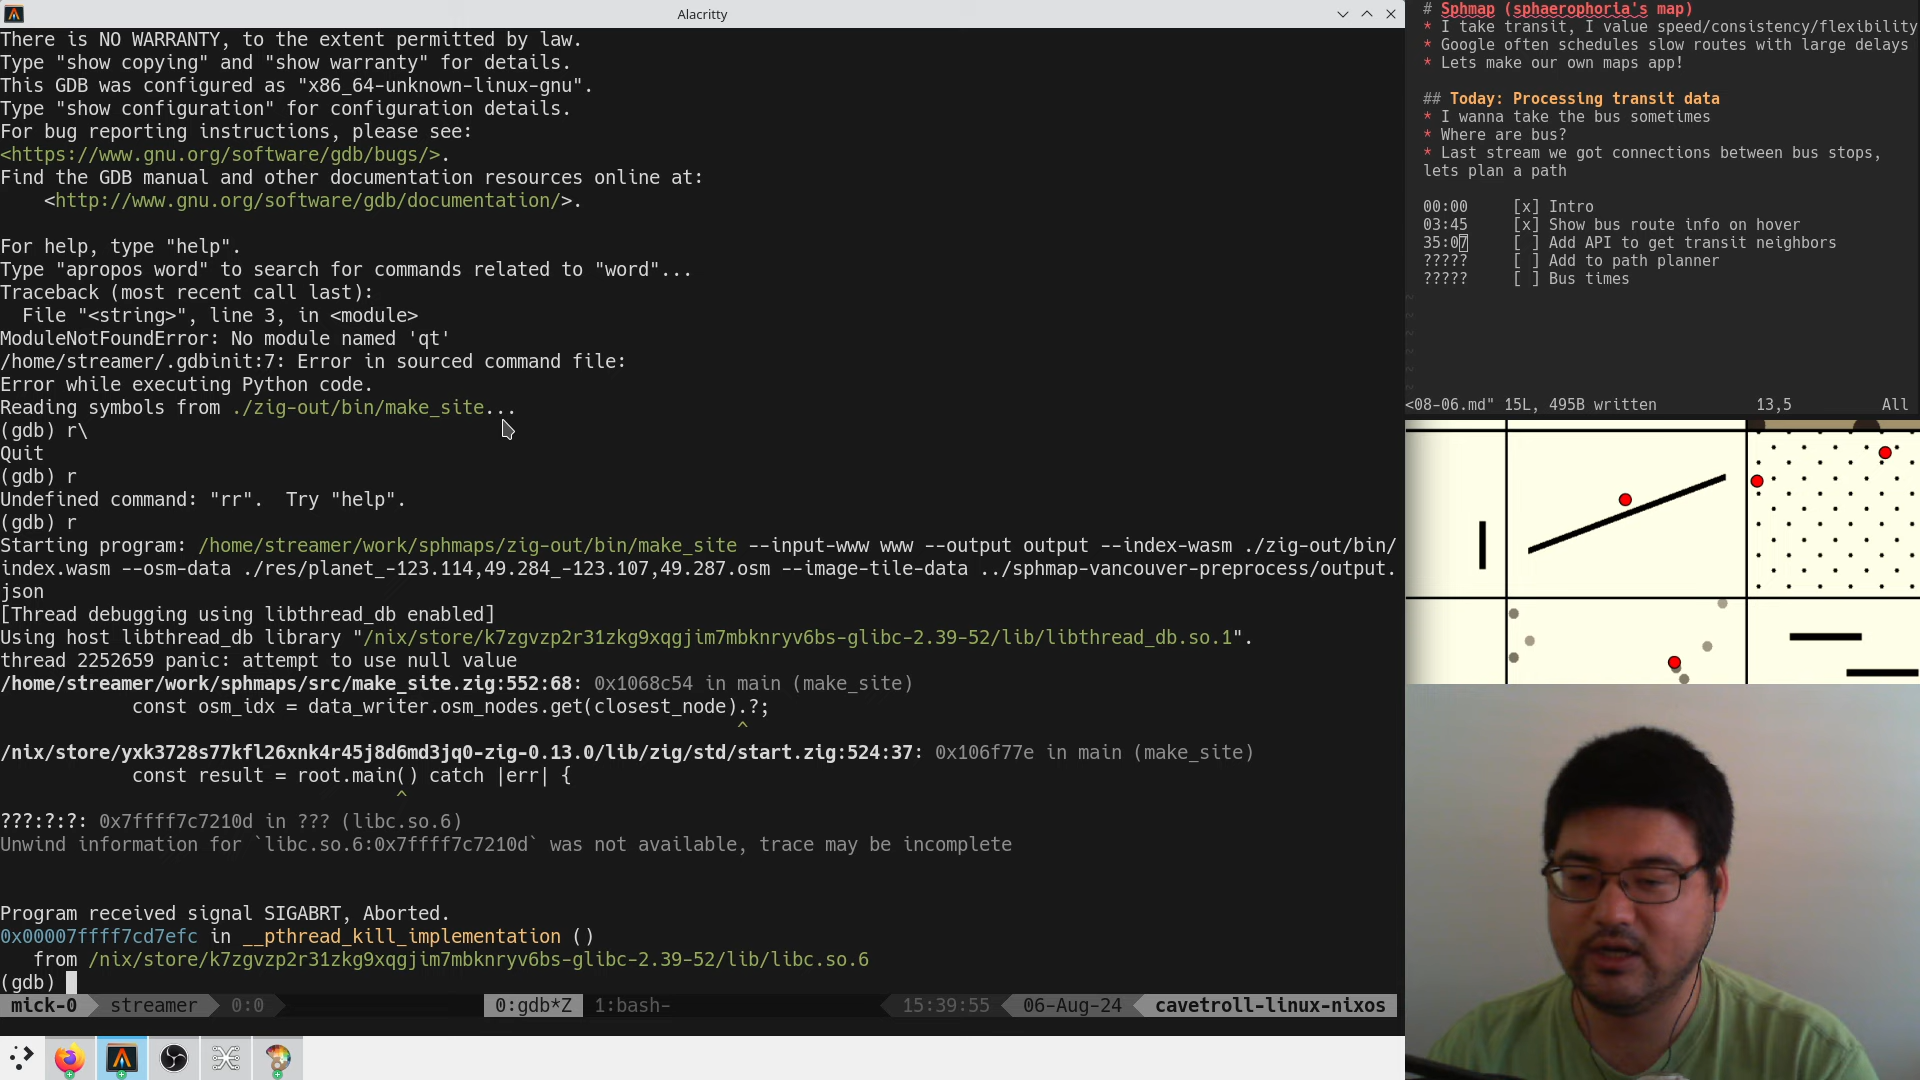 Alacritty
There is NO WARRANTY, to the extent permitted by law.
Type "show copying" and "show warranty" for details.
This GDB was configured as "x86_64-unknown-linux-gnu".
Type "show configuration" for configuration details.
For bug reporting instructions, please see:
<https://www.gnu.org/software/gdb/bugs/>.
Find the GDB manual and other documentation resources online at:
    <http://www.gnu.org/software/gdb/documentation/>.
For help, type "help".
Type "apropos word" to search for commands related to "word"...
Traceback (most recent call last):
  File "<string>", line 3, in <module>
ModuleNotFoundError: No module named 'qt'
/home/streamer/.gdbinit:7: Error in sourced command file:
Error while executing Python code.
Reading symbols from ./zig-out/bin/make_site...
(gdb) r\
Quit
(gdb) r
Undefined command: "rr".  Try "help".
(gdb) r
Starting program: /home/streamer/work/sphmaps/zig-out/bin/make_site --input-www www --output output --index-wasm ./zig-out/bin/
index.wasm --osm-data ./res/planet_-123.114,49.284_-123.107,49.287.osm --image-tile-data ../sphmap-vancouver-preprocess/output.
json
[Thread debugging using libthread_db enabled]
Using host libthread_db library "/nix/store/k7zgvzp2r31zkg9xqgjim7mbknryv6bs-glibc-2.39-52/lib/libthread_db.so.1".
thread 2252659 panic: attempt to use null value
/home/streamer/work/sphmaps/src/make_site.zig:552:68: 0x1068c54 in main (make_site)
            const osm_idx = data_writer.osm_nodes.get(closest_node).?;
                                                                   ^
/nix/store/yxk3728s77kfl26xnk4r45j8d6md3jq0-zig-0.13.0/lib/zig/std/start.zig:524:37: 0x106f77e in main (make_site)
            const result = root.main() catch |err| {
                                    ^
???:?:?: 0x7ffff7c7210d in ??? (libc.so.6)
Unwind information for `libc.so.6:0x7ffff7c7210d` was not available, trace may be incomplete
Program received signal SIGABRT, Aborted.
0x00007ffff7cd7efc in __pthread_kill_implementation ()
   from /nix/store/k7zgvzp2r31zkg9xqgjim7mbknryv6bs-glibc-2.39-52/lib/libc.so.6
(gdb)
mick-0 streamer 0:0 0:gdb*Z 1:bash- 15:39:55 06-Aug-24 cavetroll-linux-nixos
# Sphmap (sphaerophoria's map)
* I take transit, I value speed/consistency/flexibility
* Google often schedules slow routes with large delays
* Lets make our own maps app!
## Today: Processing transit data
* I wanna take the bus sometimes
* Where are bus?
* Last stream we got connections between bus stops,
lets plan a path
00:00     [x] Intro
03:45     [x] Show bus route info on hover
35:07     [ ] Add API to get transit neighbors
?????     [ ] Add to path planner
?????     [ ] Bus times
~
~
~
~
~
~
<08-06.md" 15L, 495B written 13,5 All